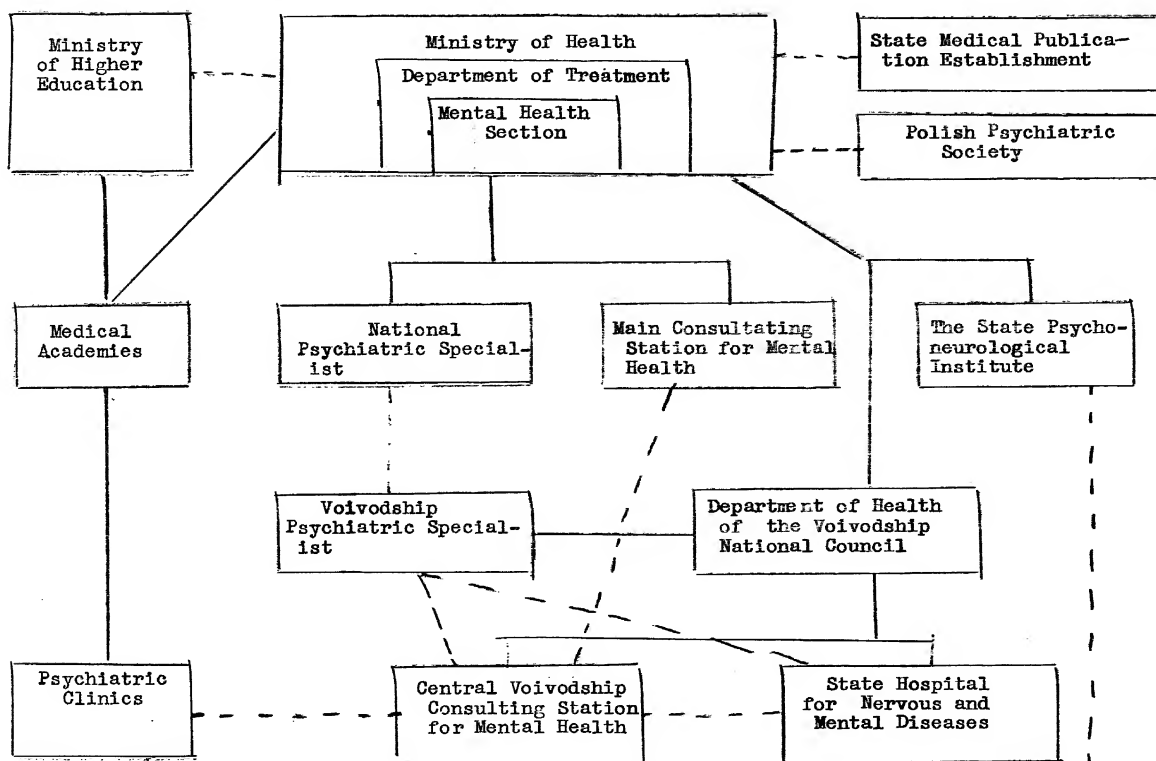 Ministry
of Higher
Education
Ministry of Health
Department of Treatment
Mental Health
Section
State Medical Publica-
tion Establishment
Polish Psychiatric
Society
Medical
Academies
National
Psychiatric Special-
ist
Main Consultating
Station for Mental
Health
The State Psycho-
neurological
Institute
Voivodship
Psychiatric Special-
ist
Department of Health
of the Voivodship
National Council
Psychiatric
Clinics
Central Voivodship
Consulting Station
for Mental Health
State Hospital
for Nervous and
Mental Diseases